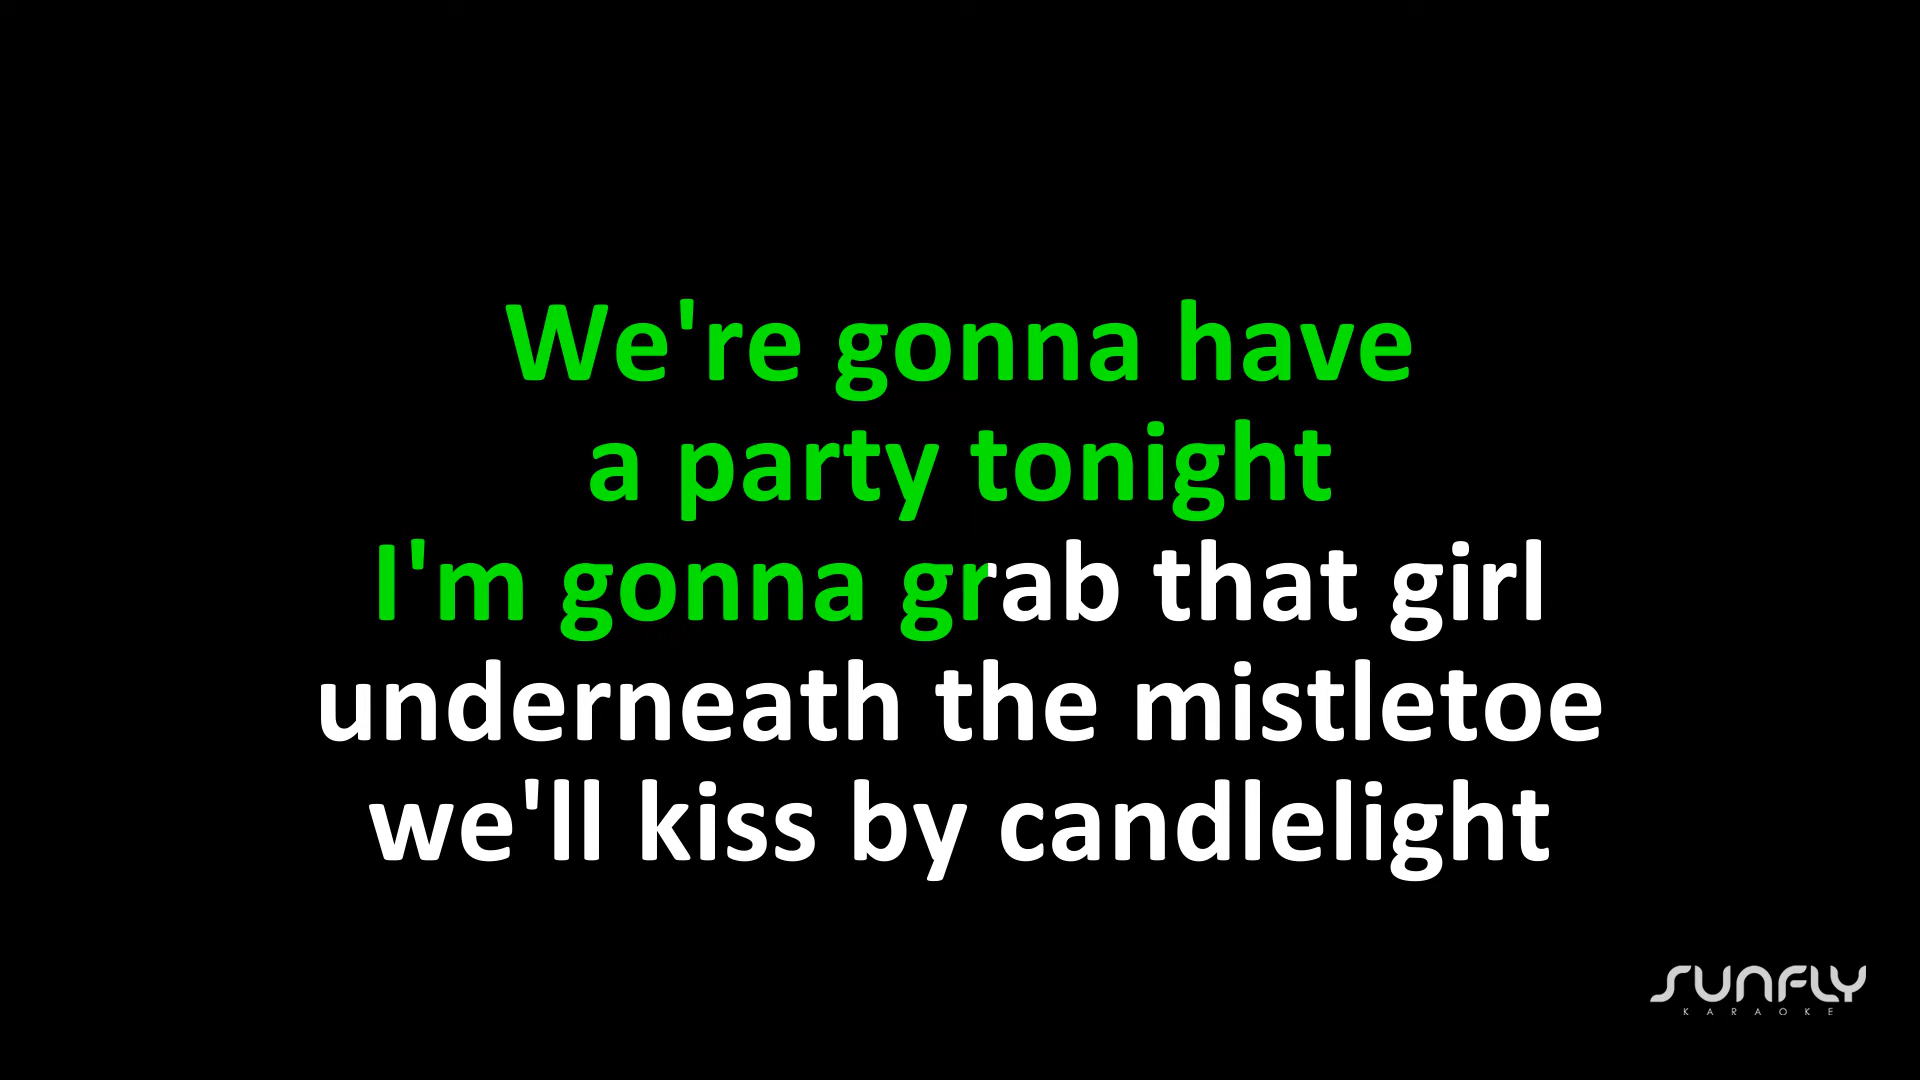 We're gonna have
a party tonight
I'm gonna grab that girl
underneath the mistletoe
we'll kiss by candlelight
SUNFLY
KARAOKE